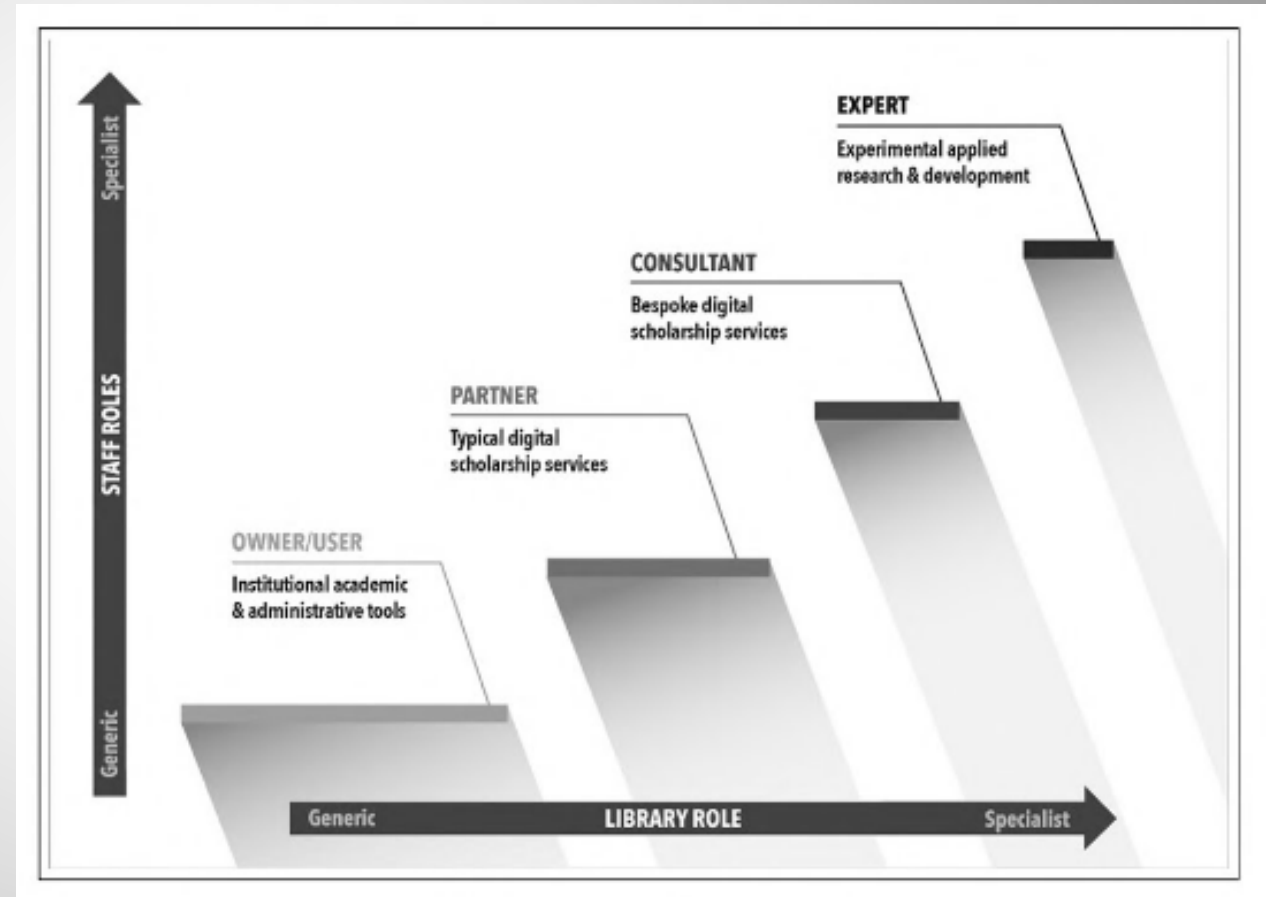 EXPERT
Experimental applied
research & development
CONSULTANT
Bespoke digital
scholarship services
PARTNER
Typical digital
scholarship services
OWNER/USER
Institutional academic
& administrative tools
Specialist
STAFF ROLES
Generic
Generic LIBRARY ROLE Specialist